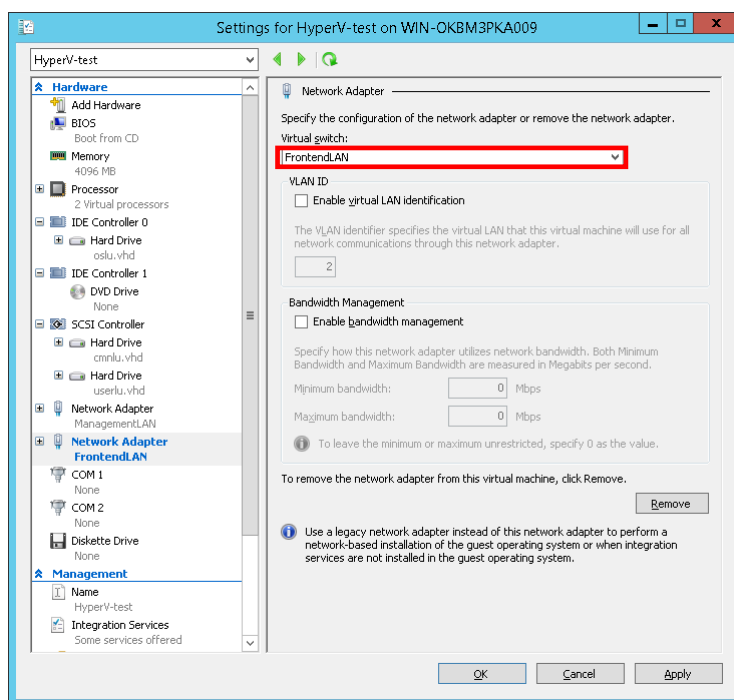 Settings for HyperV-test on WIN-OKBM3PKA009
HyperV-test
Hardware
Add Hardware
BIOS
Boot from CD
Memory
4096 MB
Processor
2 Virtual processors
IDE Controller 0
Hard Drive
oslu.vhd
IDE Controller 1
DVD Drive
None
SCSI Controller
Hard Drive
cmnlu.vhd
Hard Drive
userlu.vhd
Network Adapter
ManagementLAN
Network Adapter
FrontendLAN
COM 1
None
COM 2
None
Diskette Drive
None
Management
Name
HyperV-test
Integration Services
Some services offered
Network Adapter
Specify the configuration of the network adapter or remove the network adapter.
Virtual switch:
FrontendLAN
VLAN ID
Enable virtual LAN identification
The VLAN identifier specifies the virtual LAN that this virtual machine will use for all
network communications through this network adapter.
2
Bandwidth Management
Enable bandwidth management
Specify how this network adapter utilizes network bandwidth. Both Minimum
Bandwidth and Maximum Bandwidth are measured in Megabits per second.
Minimum bandwidth: 0 Mbps
Maximum bandwidth: 0 Mbps
To leave the minimum or maximum unrestricted, specify 0 as the value.
To remove the network adapter from this virtual machine, click Remove.
Remove
Use a legacy network adapter instead of this network adapter to perform a
network-based installation of the guest operating system or when integration
services are not installed in the guest operating system.
OK Cancel Apply